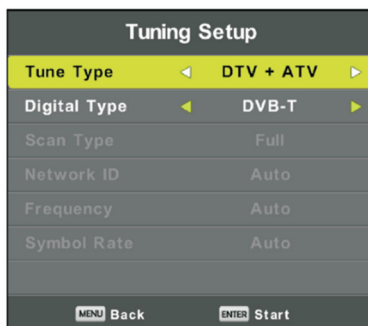 Tuning Setup
Tune Type DTV + ATV
Digital Type DVB-T
Scan Type Full
Network ID Auto
Frequency Auto
Symbol Rate Auto
MENU Back ENTER Start